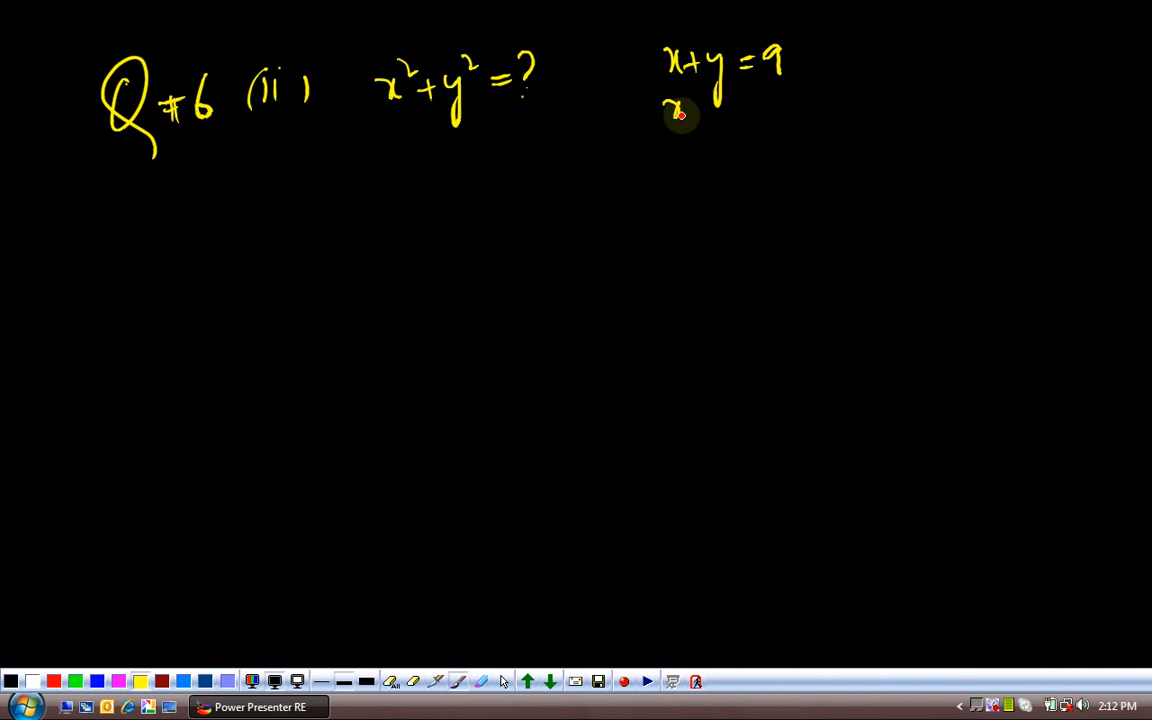 Q#6 (ii) x²+y²=? x+y=9
x
Power Presenter RE
2:12 PM